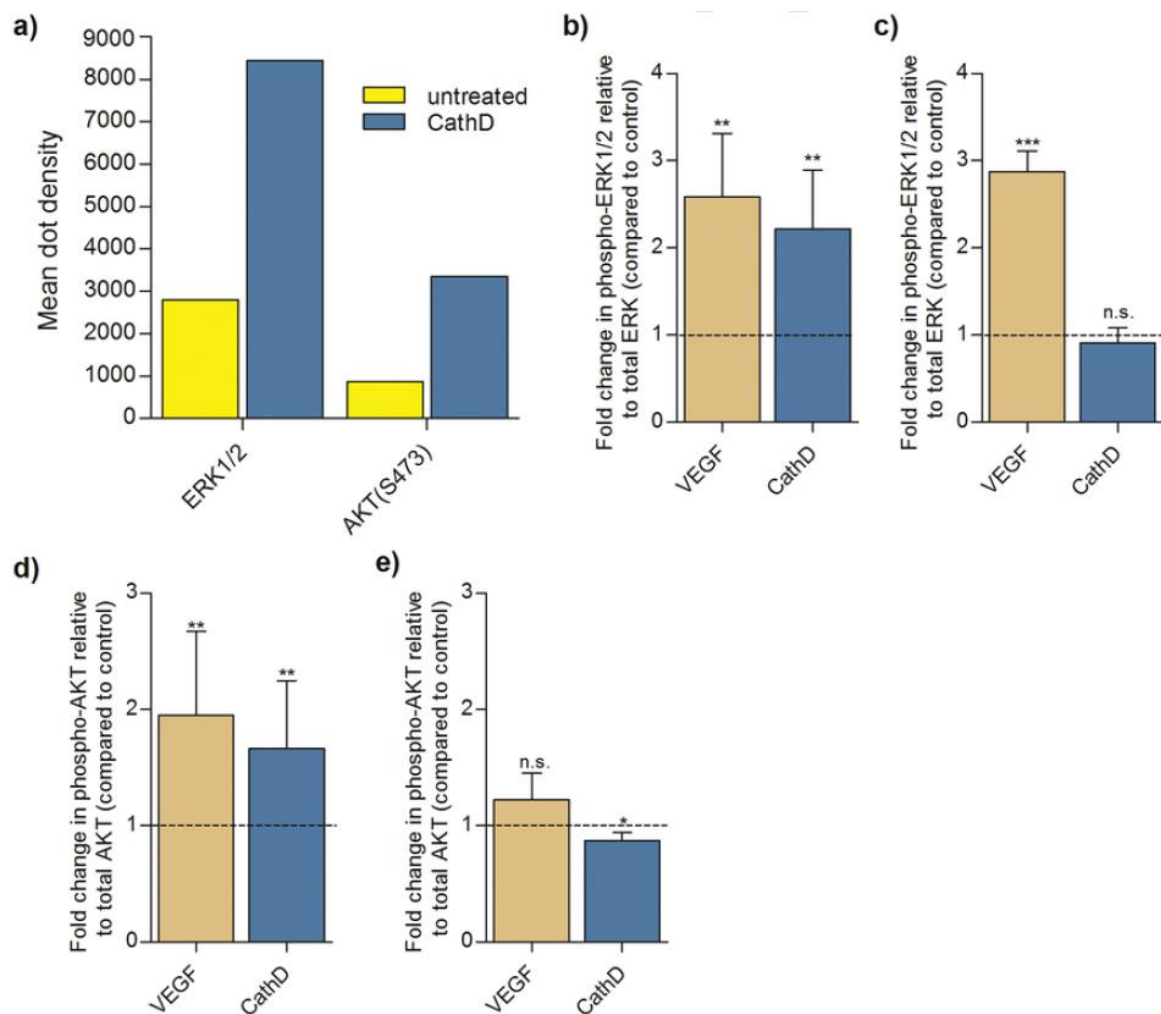 a)
Mean dot density
9000
8000
7000
6000
5000
4000
3000
2000
1000
0
untreated
CathD
ERK1/2
AKT(S473)
b)
Fold change in phospho-ERK1/2 relative
to total ERK (compared to control)
4
3
2
1
0
**
**
VEGF
CathD
c)
Fold change in phospho-ERK1/2 relative
to total ERK (compared to control)
4
3
2
1
0
***
n.s.
VEGF
CathD
d)
Fold change in phospho-AKT relative
to total AKT (compared to control)
3
2
1
0
**
**
VEGF
CathD
e)
Fold change in phospho-AKT relative
to total AKT (compared to control)
3
2
1
0
n.s.
*
VEGF
CathD